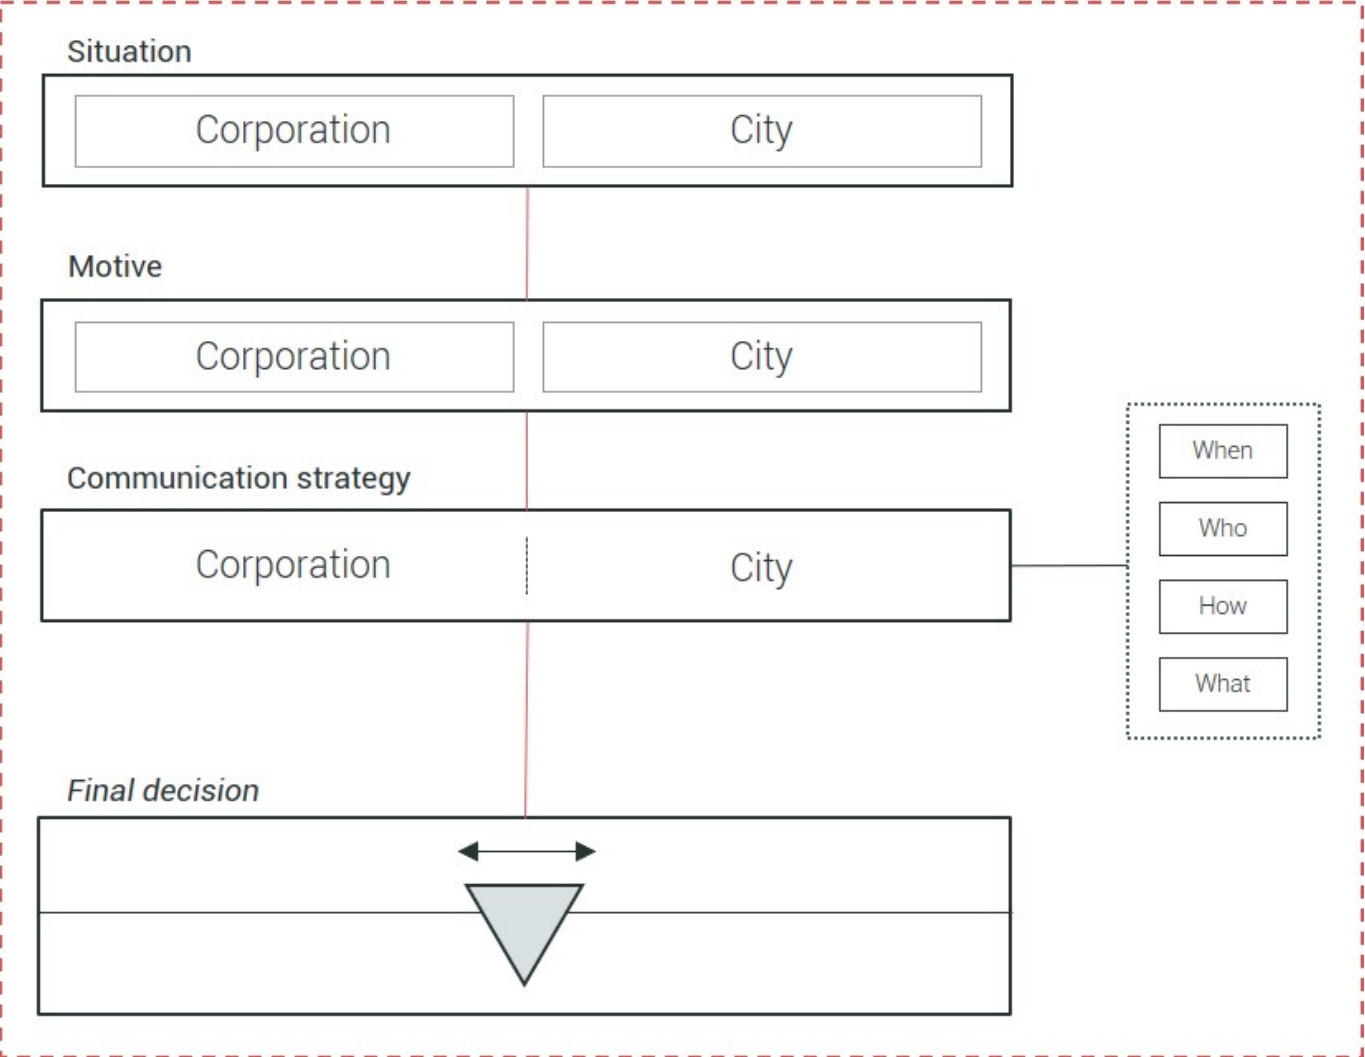 Situation
Corporation
City
Motive
Corporation
City
Communication strategy
Corporation
City
When
Who
How
What
Final decision